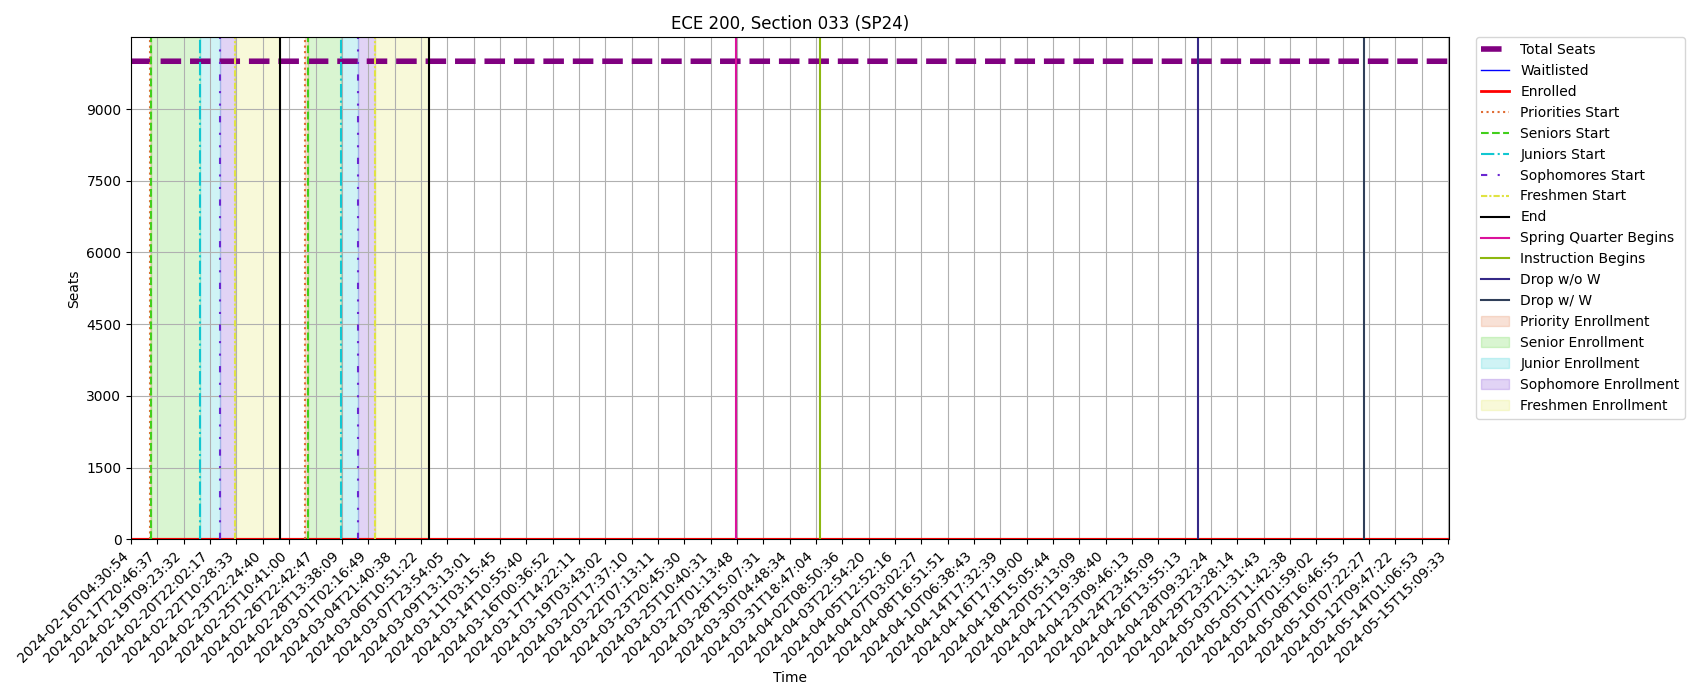 ECE 200, Section 033 (SP24)
Seats
9000
7500
6000
4500
3000
1500
0
2024-02-16T04:30:54
2024-02-17T20:46:37
2024-02-19T09:23:32
2024-02-20T22:02:17
2024-02-22T10:28:33
2024-02-23T22:24:40
2024-02-25T10:41:00
2024-02-26T22:42:47
2024-02-28T13:38:09
2024-03-01T02:16:49
2024-03-04T21:40:38
2024-03-06T10:51:22
2024-03-07T23:54:05
2024-03-09T13:13:01
2024-03-11T03:15:45
2024-03-14T10:55:40
2024-03-16T00:36:52
2024-03-17T14:22:11
2024-03-19T03:43:02
2024-03-20T17:37:10
2024-03-22T07:13:11
2024-03-23T20:45:30
2024-03-25T10:40:31
2024-03-27T01:13:48
2024-03-28T15:07:31
2024-03-30T04:48:34
2024-03-31T18:47:04
2024-04-02T08:50:36
2024-04-03T22:54:20
2024-04-05T13:52:16
2024-04-07T03:02:27
2024-04-08T16:51:51
2024-04-10T06:38:43
2024-04-14T17:32:39
2024-04-16T17:19:00
2024-04-18T15:05:44
2024-04-20T05:13:09
2024-04-21T19:38:40
2024-04-23T09:46:13
2024-04-24T23:45:09
2024-04-26T13:55:13
2024-04-28T09:32:24
2024-04-29T23:28:14
2024-05-03T21:31:43
2024-05-05T11:42:38
2024-05-07T01:59:02
2024-05-08T16:46:55
2024-05-10T07:22:27
2024-05-12T09:47:22
2024-05-14T01:06:53
2024-05-15T15:09:33
Time
Total Seats
Waitlisted
Enrolled
Priorities Start
Seniors Start
Juniors Start
Sophomores Start
Freshmen Start
End
Spring Quarter Begins
Instruction Begins
Drop w/o W
Drop w/ W
Priority Enrollment
Senior Enrollment
Junior Enrollment
Sophomore Enrollment
Freshmen Enrollment